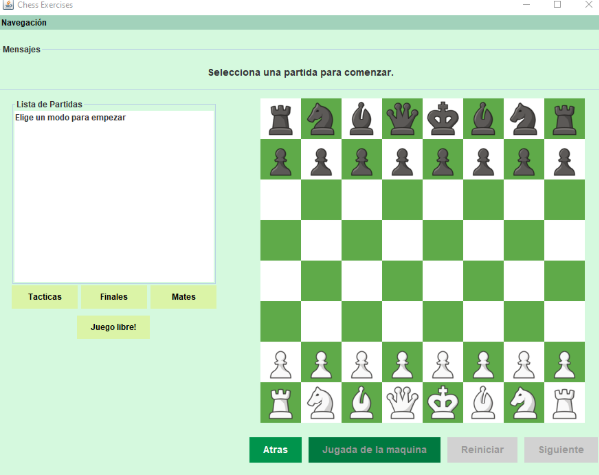 Chess Exercises
Navegación
Mensajes
Selecciona una partida para comenzar.
Lista de Partidas
Elige un modo para empezar
Tacticas
Finales
Mates
Juego libre!
Atras
Jugada de la maquina
Reiniciar
Siguiente